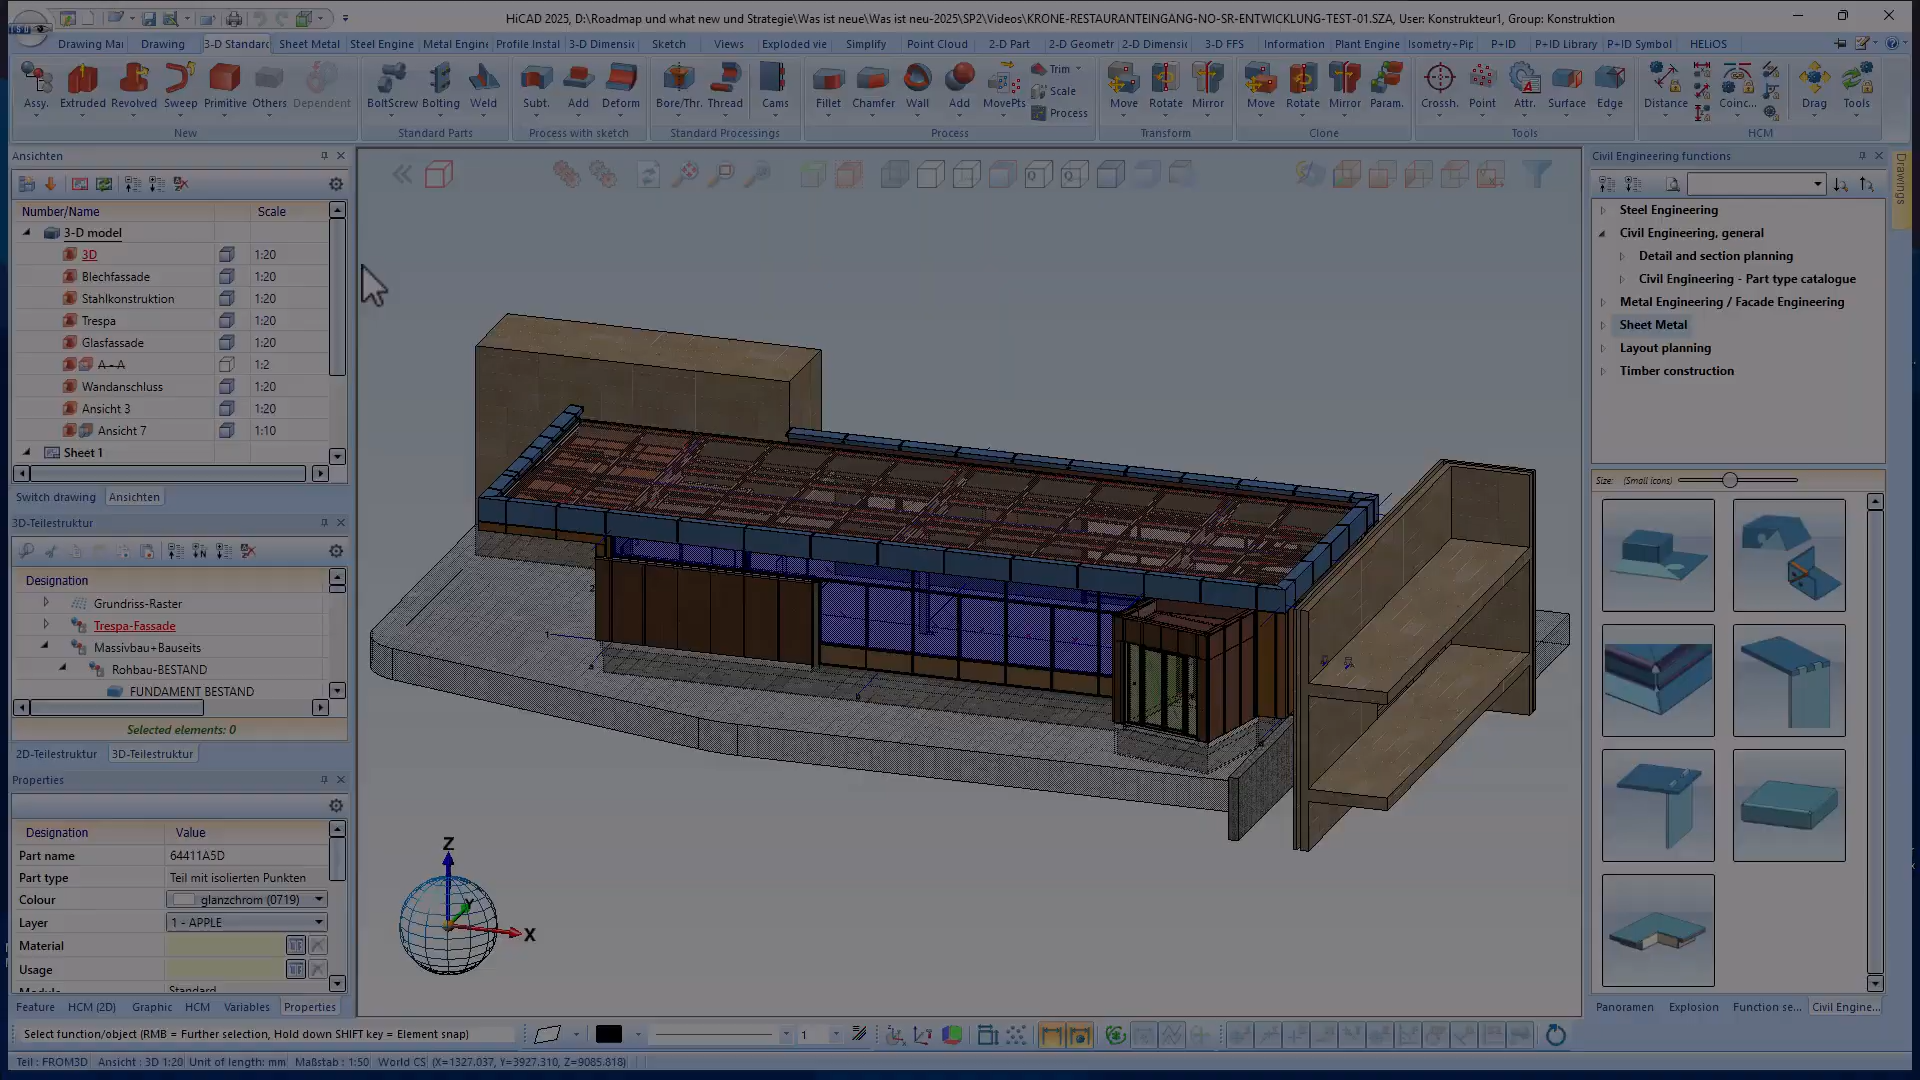 HiCAD 2025, D:\Roadmap und what new und Strategie\Was ist neue\Was ist neu-2025\SP2\Videos\KRONE-RESTAURANTEINGANG-NO-SR-ENTWICKLUNG-TEST-01.SZA, User: Konstrukteur1, Group: Konstruktion
Drawing Mai Drawing 3-D Standard Sheet Metal Steel Engine Metal Engine Profile Instal 3-D Dimensic Sketch Views Exploded vie Simplify Point Cloud 2-D Part 2-D Geometr 2-D Dimensic 3-D FFS Information Plant Engine Isometry+Pip P+ID P+ID Library P+ID Symbol HELiOS
Assy. Extruded Revolved Sweep Primitive Others Dependent
New
BoltScrew Bolting Weld
Standard Parts
Subt. Add Deform
Process with sketch
Bore/Thr. Thread Cams
Standard Processings
Fillet Chamfer Wall Add MovePts Trim Scale Process
Process
Move Rotate Mirror
Transform
Move Rotate Mirror Param.
Clone
Crossh. Point Attr. Surface Edge
Tools
Distance Coinc... Drag Tools
HCM
Ansichten
Number/Name Scale
3-D model
3D 1:20
Blechfassade 1:20
Stahlkonstruktion 1:20
Trespa 1:20
Glasfassade 1:20
A - A 1:2
Wandanschluss 1:20
Ansicht 3 1:20
Ansicht 7 1:10
Sheet 1
Switch drawing Ansichten
3D-Teilestruktur
Designation
Grundriss-Raster
Trespa-Fassade
Massivbau+Bauseits
Rohbau-BESTAND
FUNDAMENT BESTAND
Selected elements: 0
2D-Teilestruktur 3D-Teilestruktur
Properties
Designation Value
Part name 64411A5D
Part type Teil mit isolierten Punkten
Colour glanzchrom (0719)
Layer 1 - APPLE
Material
Usage
Feature HCM (2D) Graphic HCM Variables Properties
Z
Y
X
Civil Engineering functions
Drawings
Steel Engineering
Civil Engineering, general
Detail and section planning
Civil Engineering - Part type catalogue
Metal Engineering / Facade Engineering
Sheet Metal
Layout planning
Timber construction
Size: (Small icons)
Panoramen Explosion Function se... Civil Engine...
Select function/object (RMB = Further selection, Hold down SHIFT key = Element snap)
1
Teil : FROM3D Ansicht : 3D 1:20 Unit of length: mm Maßstab : 1:50 World CS (X=1327.037, Y=3927.310, Z=9085.818)